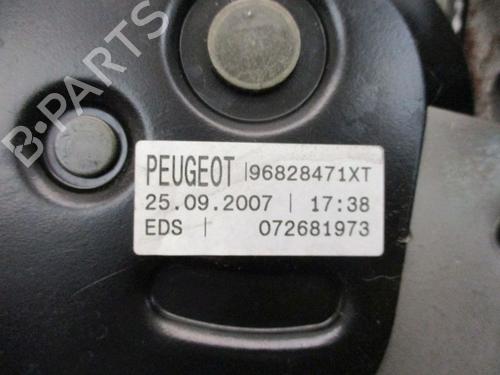 B-PARTS
PEUGEOT |96828471XT
25.09.2007 | 17:38
EDS | 072681973